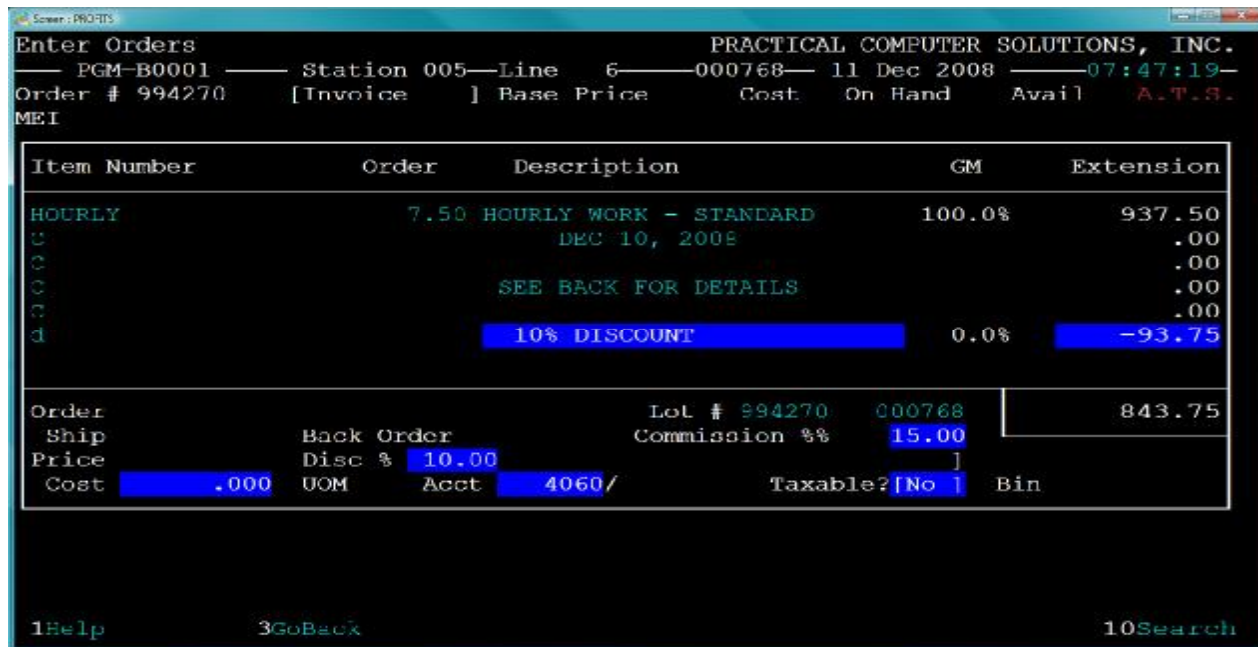 Screen : PROFITS
Enter Orders PRACTICAL COMPUTER SOLUTIONS, INC.
PGM-B0001 Station 005 Line 6 000768 11 Dec 2008 07:47:19
Order # 994270 [Invoice ] Base Price Cost On Hand Avail A.T.S.
MEI
Item Number Order Description GM Extension
HOURLY 7.50 HOURLY WORK - STANDARD 100.0% 937.50
C DEC 10, 2008 .00
C .00
C SEE BACK FOR DETAILS .00
C .00
d 10% DISCOUNT 0.0% -93.75
Order Lot # 994270 000768 843.75
Ship Back Order Commission %% 15.00
Price Disc % 10.00 ]
Cost .000 UOM Acct 4060/ Taxable?[No ] Bin
1Help 3GoBack 10Search